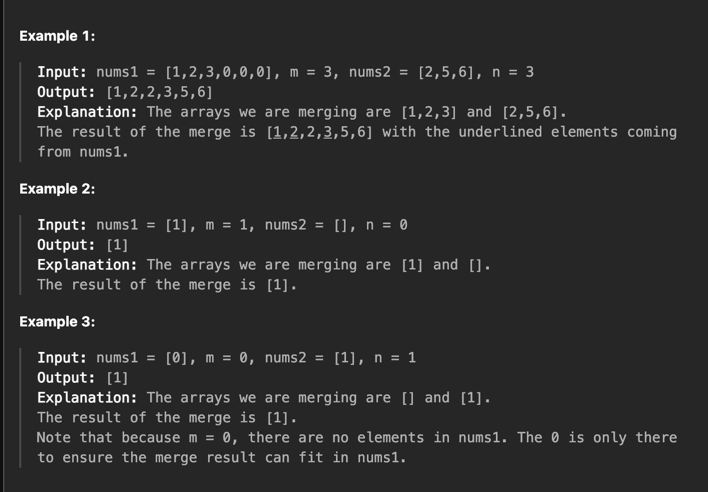 Example 1:
Input: nums1 = [1,2,3,0,0,0], m = 3, nums2 = [2,5,6], n = 3
Output: [1,2,2,3,5,6]
Explanation: The arrays we are merging are [1,2,3] and [2,5,6].
The result of the merge is [1,2,2,3,5,6] with the underlined elements coming
from nums1.
Example 2:
Input: nums1 = [1], m = 1, nums2 = [], n = 0
Output: [1]
Explanation: The arrays we are merging are [1] and [].
The result of the merge is [1].
Example 3:
Input: nums1 = [0], m = 0, nums2 = [1], n = 1
Output: [1]
Explanation: The arrays we are merging are [] and [1].
The result of the merge is [1].
Note that because m = 0, there are no elements in nums1. The 0 is only there
to ensure the merge result can fit in nums1.